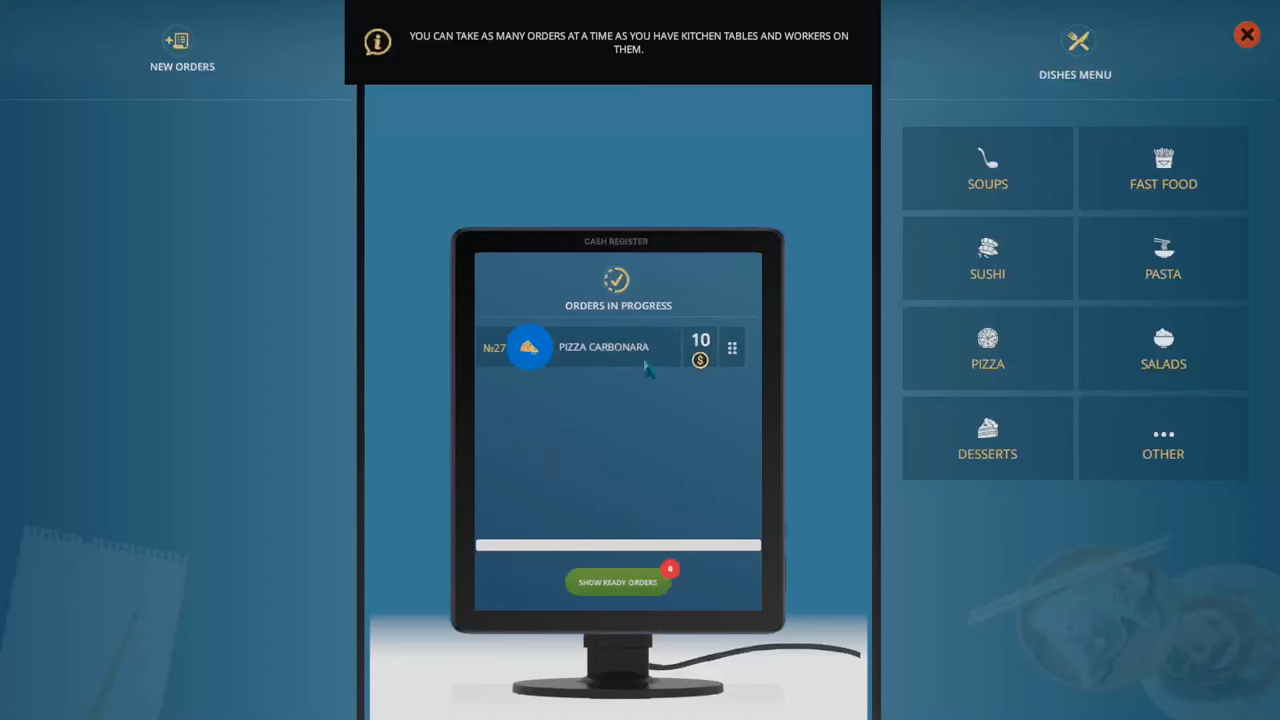 YOU CAN TAKE AS MANY ORDERS AT A TIME AS YOU HAVE KITCHEN TABLES AND WORKERS ON
THEM.
NEW ORDERS
DISHES MENU
CASH REGISTER
ORDERS IN PROGRESS
№27 PIZZA CARBONARA 10
$
SHOW READY ORDERS
0
SOUPS
FAST FOOD
SUSHI
PASTA
PIZZA
SALADS
DESSERTS
OTHER